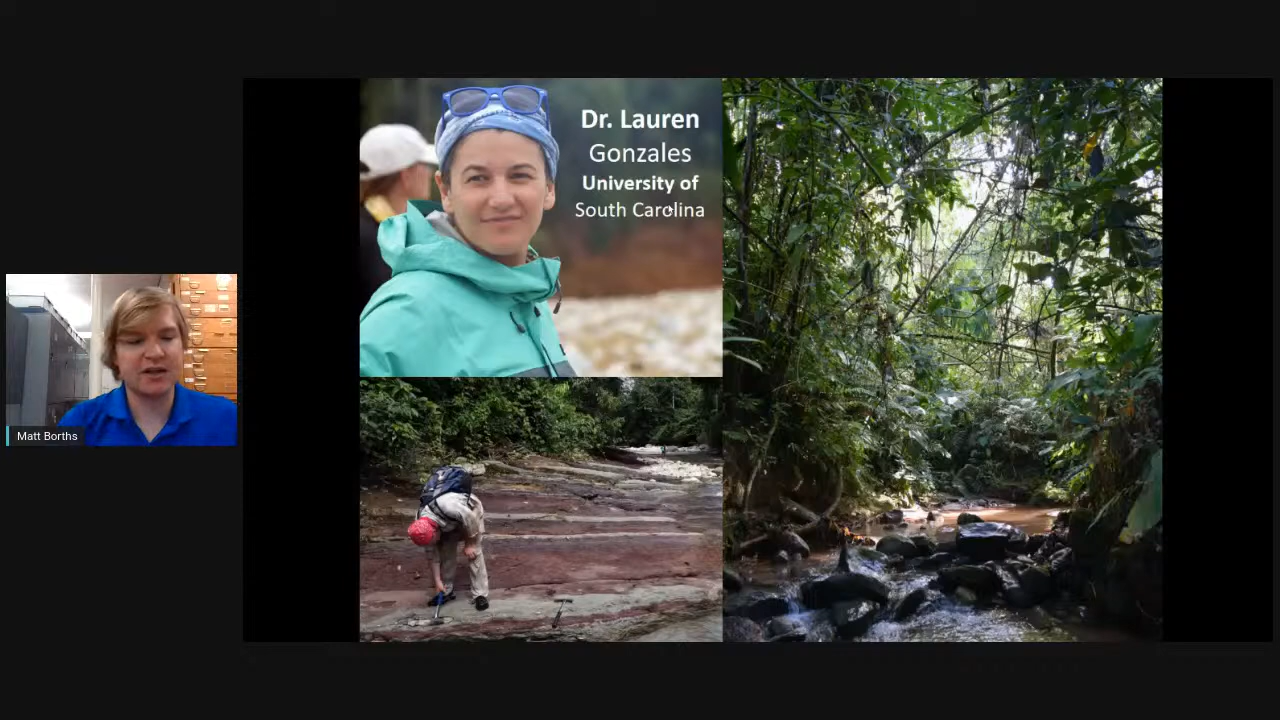 Dr. Lauren
Gonzales
University of
South Carolina
Matt Borths